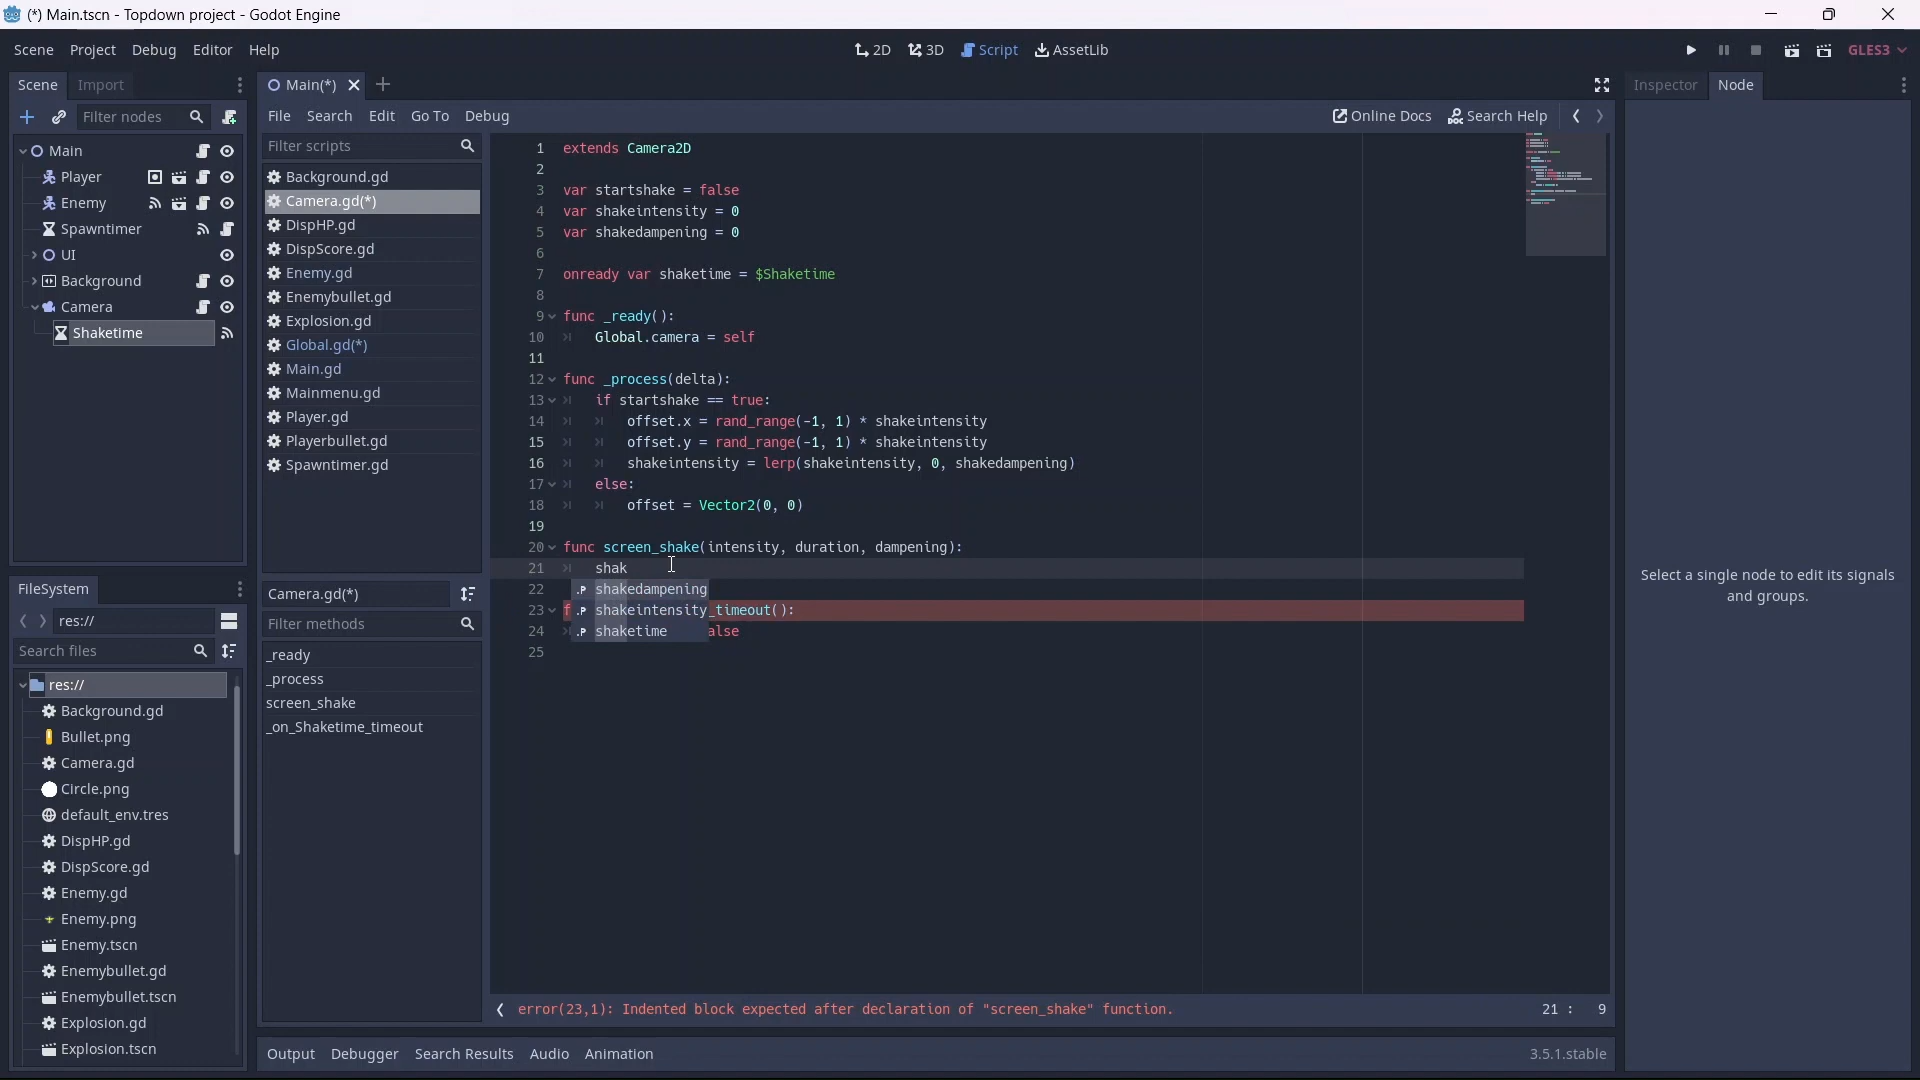 (*) Main.tscn - Topdown project - Godot Engine
Scene Project Debug Editor Help
2D 3D Script AssetLib
GLES3
Scene Import
Filter nodes
Main
Player
Enemy
Spawntimer
UI
Background
Camera
Shaketime
FileSystem
res://
Search files
res://
Background.gd
Bullet.png
Camera.gd
Circle.png
default_env.tres
DispHP.gd
DispScore.gd
Enemy.gd
Enemy.png
Enemy.tscn
Enemybullet.gd
Enemybullet.tscn
Explosion.gd
Explosion.tscn
Main(*)
File Search Edit Go To Debug
Online Docs Search Help
Filter scripts
Background.gd
Camera.gd(*)
DispHP.gd
DispScore.gd
Enemy.gd
Enemybullet.gd
Explosion.gd
Global.gd(*)
Main.gd
Mainmenu.gd
Player.gd
Playerbullet.gd
Spawntimer.gd
Camera.gd(*)
Filter methods
_ready
_process
screen_shake
_on_Shaketime_timeout
1 extends Camera2D
2
3 var startshake = false
4 var shakeintensity = 0
5 var shakedampening = 0
6
7 onready var shaketime = $Shaketime
8
9 func _ready():
10 Global.camera = self
11
12 func _process(delta):
13 if startshake == true:
14 offset.x = rand_range(-1, 1) * shakeintensity
15 offset.y = rand_range(-1, 1) * shakeintensity
16 shakeintensity = lerp(shakeintensity, 0, shakedampening)
17 else:
18 offset = Vector2(0, 0)
19
20 func screen_shake(intensity, duration, dampening):
21 shak
22 .P shakedampening
23 f .P shakeintensity _timeout():
24 .P shaketime alse
25
error(23,1): Indented block expected after declaration of "screen_shake" function.
21 : 9
Output Debugger Search Results Audio Animation
3.5.1.stable
Inspector Node
Select a single node to edit its signals
and groups.